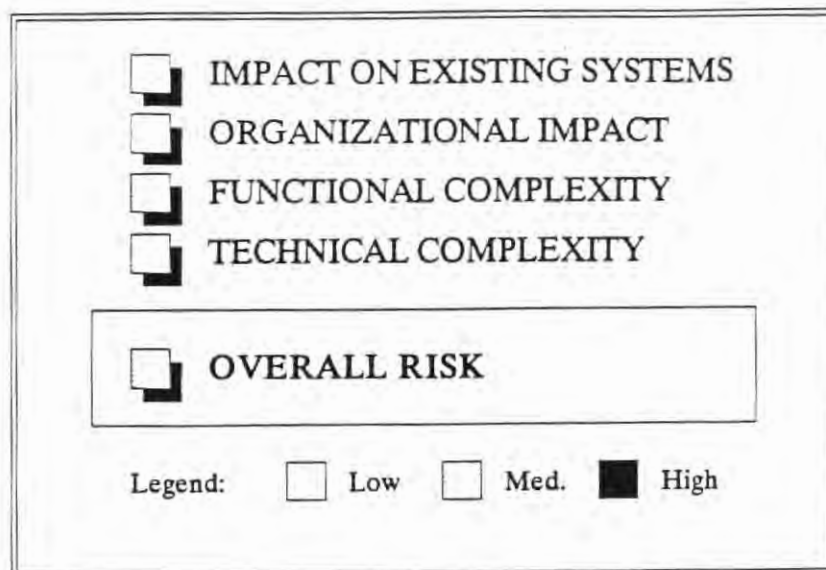 IMPACT ON EXISTING SYSTEMS
ORGANIZATIONAL IMPACT
FUNCTIONAL COMPLEXITY
TECHNICAL COMPLEXITY
OVERALL RISK
Legend: Low Med. High